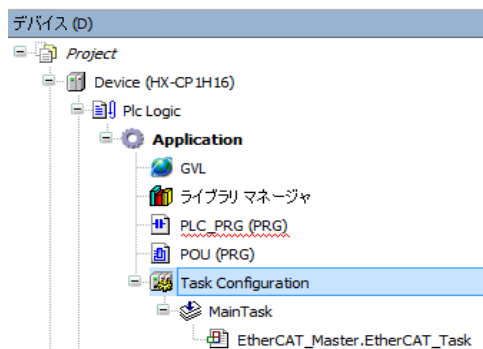 デバイス (D)
Project
Device (HX-CP1H16)
Plc Logic
Application
GVL
ライブラリ マネージャ
PLC_PRG (PRG)
POU (PRG)
Task Configuration
MainTask
EtherCAT_Master.EtherCAT_Task